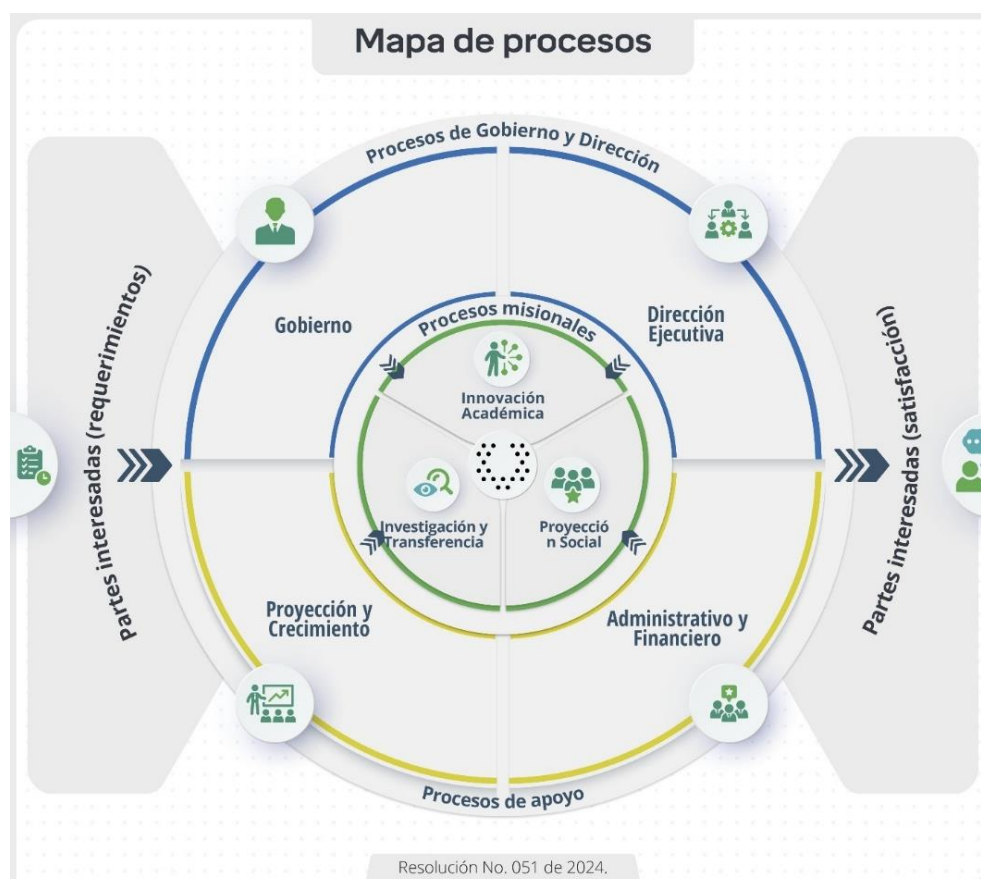 Mapa de procesos
Procesos de Gobierno y Dirección
Partes interesadas (requerimientos)
Gobierno
Dirección
Ejecutiva
Partes interesadas (satisfacción)
Procesos misionales
Innovación
Académica
Investigación y
Transferencia
Proyecció
n Social
Proyección y
Crecimiento
Administrativo y
Financiero
Procesos de apoyo
Resolución No. 051 de 2024.